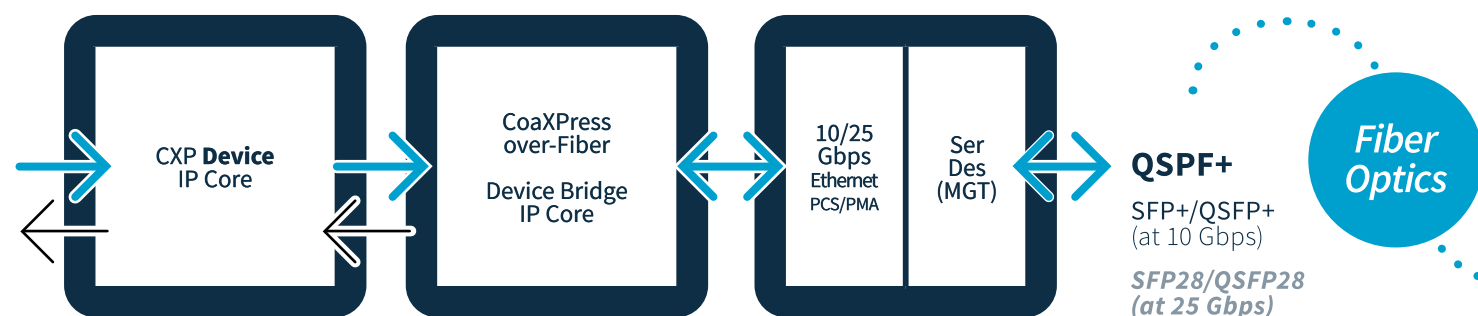 CXP Device
IP Core
CoaXPress
over-Fiber
Device Bridge
IP Core
10/25
Gbps
Ethernet
PCS/PMA
Ser
Des
(MGT)
QSPF+
SFP+/QSFP+
(at 10 Gbps)
SFP28/QSFP28
(at 25 Gbps)
Fiber
Optics